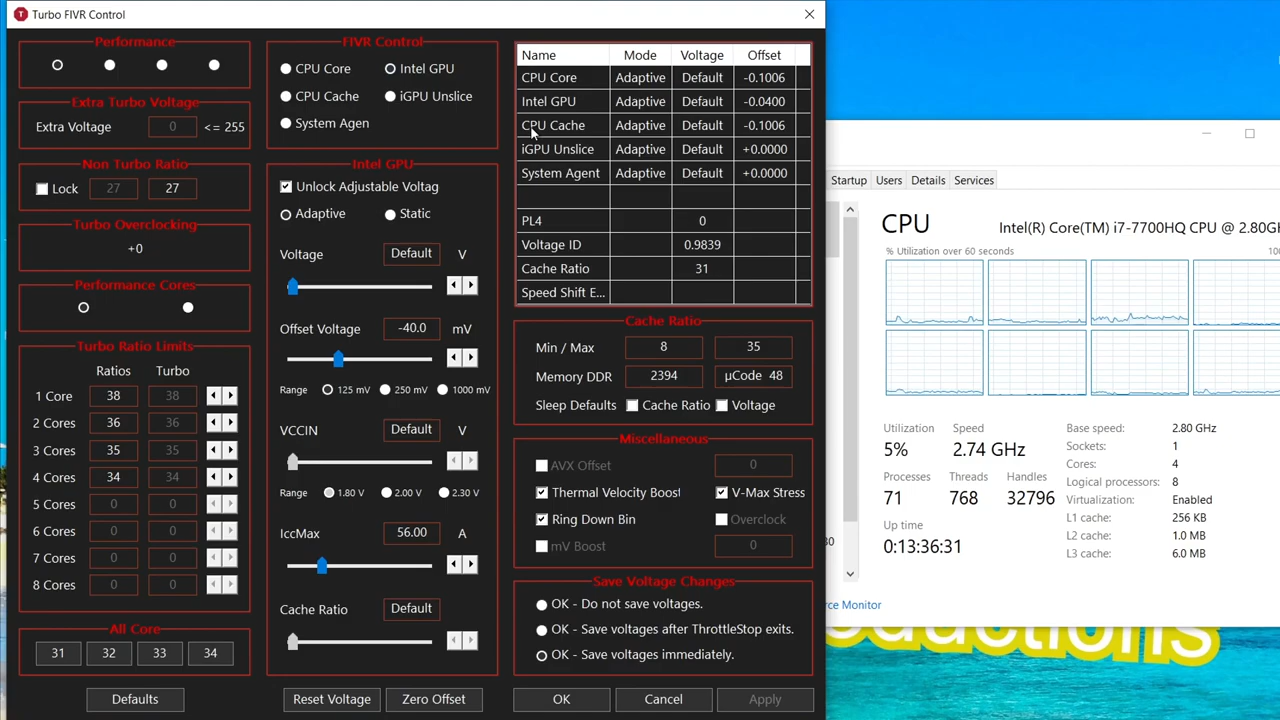 Turbo FIVR Control
Performance
Extra Turbo Voltage
Extra Voltage 0 <= 255
Non Turbo Ratio
Lock 27 27
Turbo Overclocking
+0
Performance Cores
Turbo Ratio Limits
Ratios Turbo
1 Core 38 38
2 Cores 36 36
3 Cores 35 35
4 Cores 34 34
5 Cores 0 0
6 Cores 0 0
7 Cores 0 0
8 Cores 0 0
All Core
31 32 33 34
Defaults
FIVR Control
CPU Core Intel GPU
CPU Cache iGPU Unslice
System Agen
Intel GPU
Unlock Adjustable Voltag
Adaptive Static
Voltage Default V
Offset Voltage -40.0 mV
Range 125 mV 250 mV 1000 mV
VCCIN Default V
Range 1.80 V 2.00 V 2.30 V
IccMax 56.00 A
Cache Ratio Default
Reset Voltage Zero Offset
Name Mode Voltage Offset
CPU Core Adaptive Default -0.1006
Intel GPU Adaptive Default -0.0400
CPU Cache Adaptive Default -0.1006
iGPU Unslice Adaptive Default +0.0000
System Agent Adaptive Default +0.0000
PL4 0
Voltage ID 0.9839
Cache Ratio 31
Speed Shift E...
Cache Ratio
Min / Max 8 35
Memory DDR 2394 µCode 48
Sleep Defaults Cache Ratio Voltage
Miscellaneous
AVX Offset 0
Thermal Velocity Boost V-Max Stress
Ring Down Bin Overclock
mV Boost 0
Save Voltage Changes
OK - Do not save voltages.
OK - Save voltages after ThrottleStop exits.
OK - Save voltages immediately.
OK Cancel Apply
Startup Users Details Services
CPU Intel(R) Core(TM) i7-7700HQ CPU @ 2.80G
% Utilization over 60 seconds 100
Utilization Speed
5% 2.74 GHz
Processes Threads Handles
71 768 32796
Up time
0:13:36:31
Base speed: 2.80 GHz
Sockets: 1
Cores: 4
Logical processors: 8
Virtualization: Enabled
L1 cache: 256 KB
L2 cache: 1.0 MB
L3 cache: 6.0 MB
rce Monitor
oductions